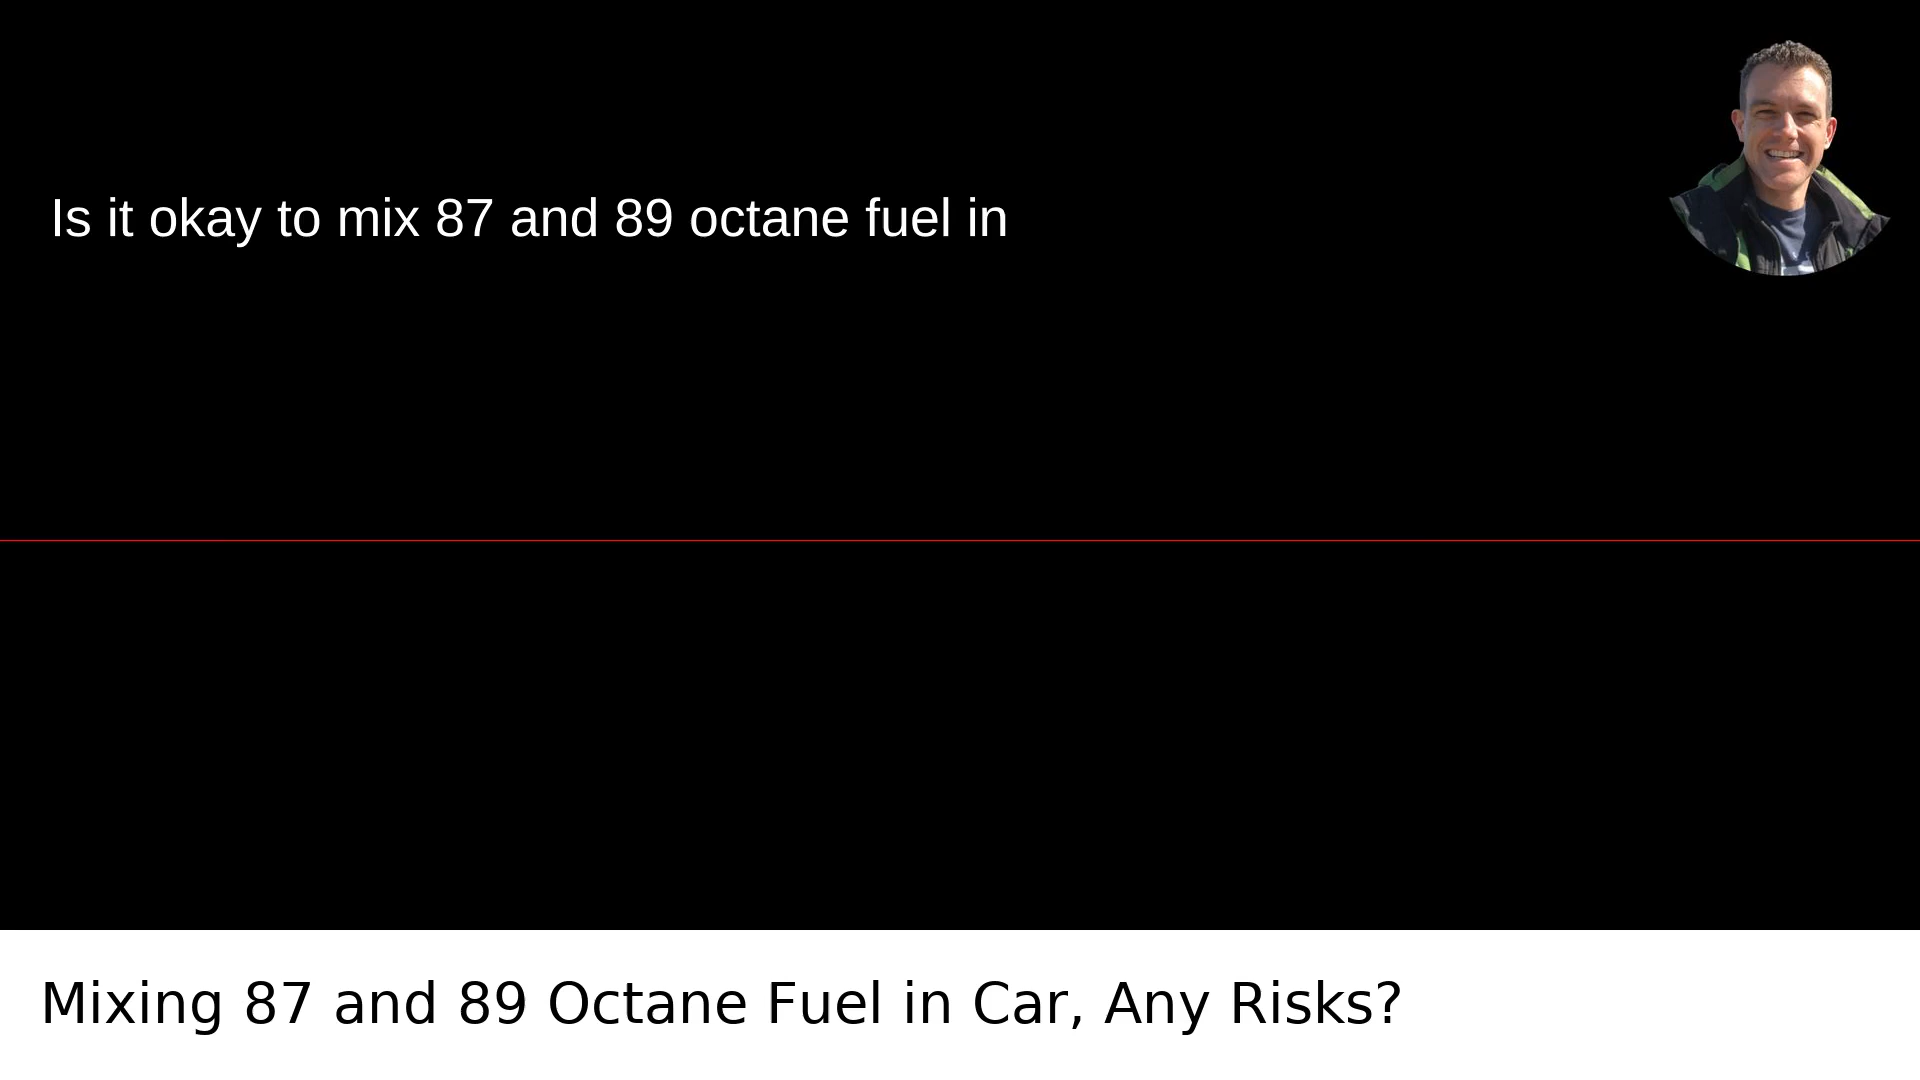 Is it okay to mix 87 and 89 octane fuel in
Mixing 87 and 89 Octane Fuel in Car, Any Risks?